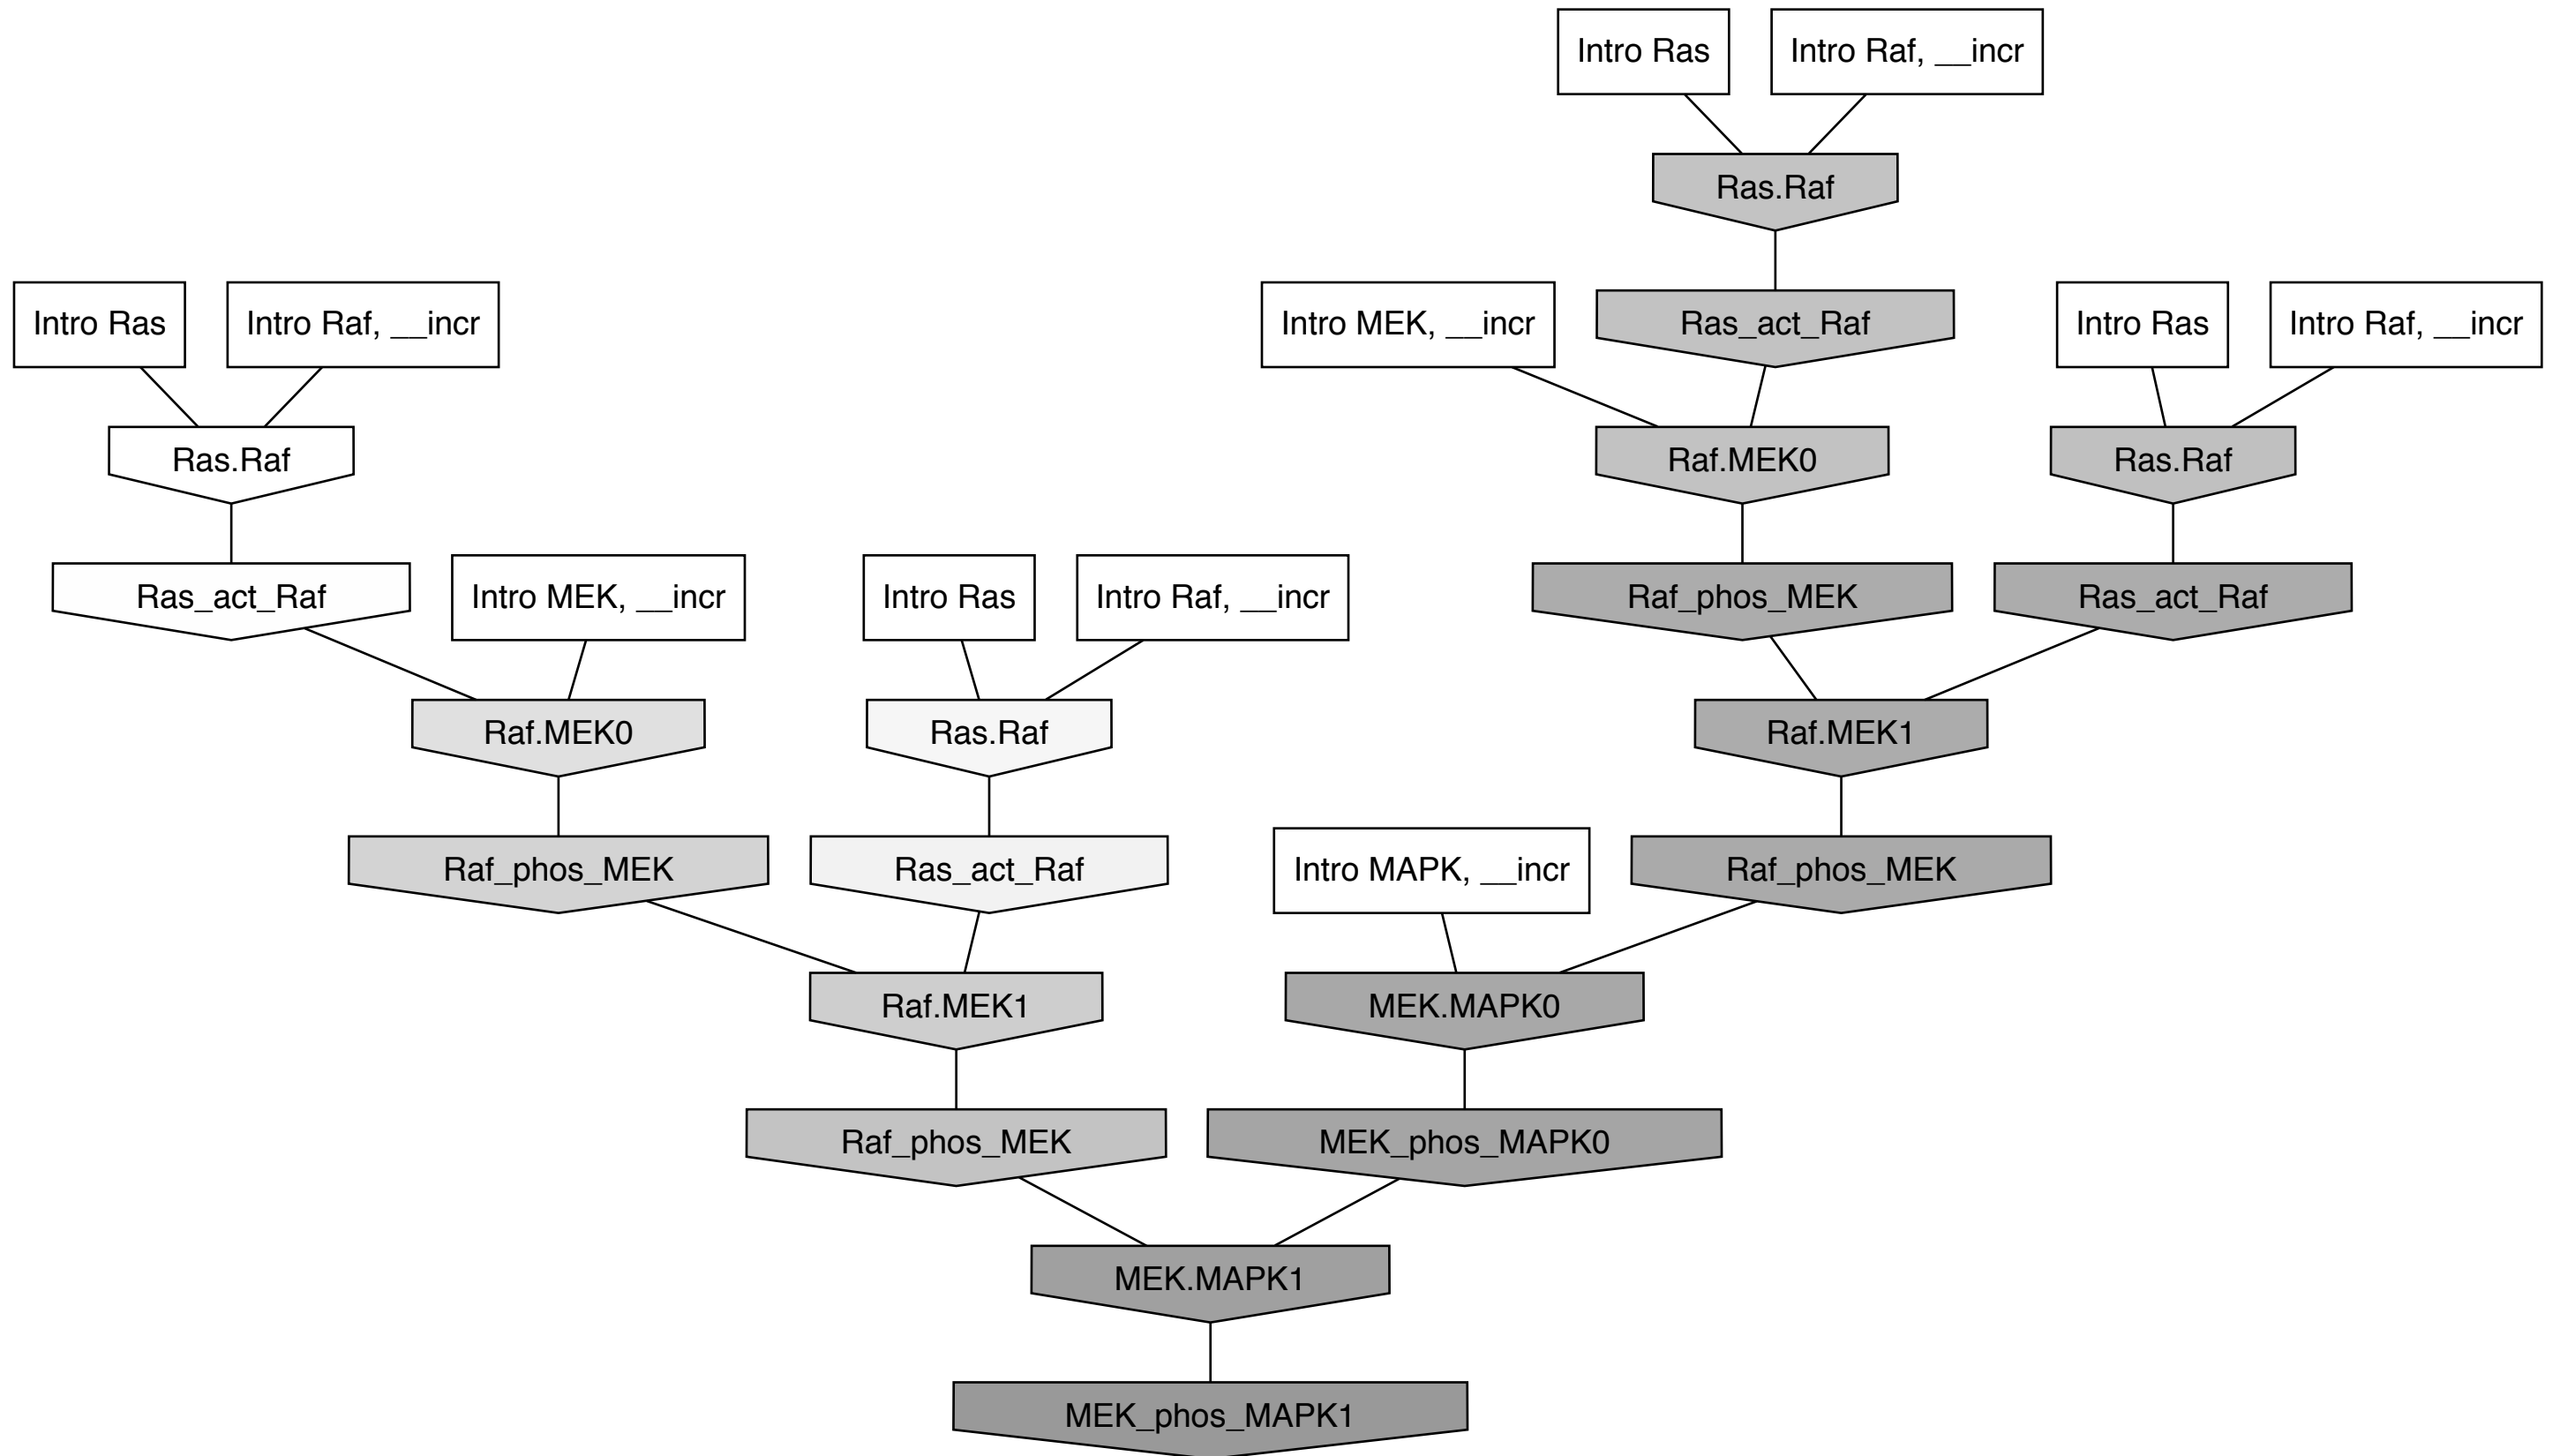 Intro Ras
Intro Raf, __incr
Ras.Raf
Intro Ras
Intro Raf, __incr
Intro MEK, __incr
Ras_act_Raf
Intro Ras
Intro Raf, __incr
Ras.Raf
Raf.MEK0
Ras.Raf
Ras_act_Raf
Intro MEK, __incr
Intro Ras
Intro Raf, __incr
Raf_phos_MEK
Ras_act_Raf
Raf.MEK0
Ras.Raf
Raf.MEK1
Raf_phos_MEK
Ras_act_Raf
Intro MAPK, __incr
Raf_phos_MEK
Raf.MEK1
MEK.MAPK0
Raf_phos_MEK
MEK_phos_MAPK0
MEK.MAPK1
MEK_phos_MAPK1